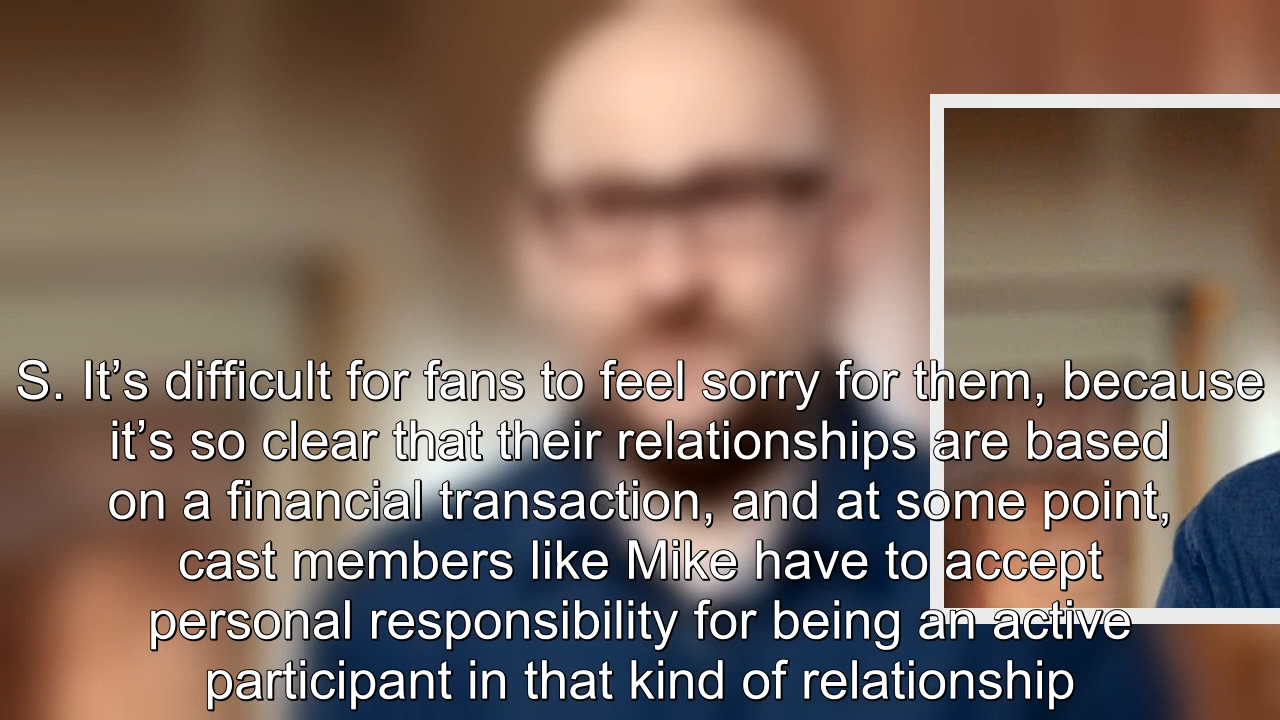 S. It’s difficult for fans to feel sorry for them, because
it’s so clear that their relationships are based
on a financial transaction, and at some point,
cast members like Mike have to accept
personal responsibility for being an active
participant in that kind of relationship